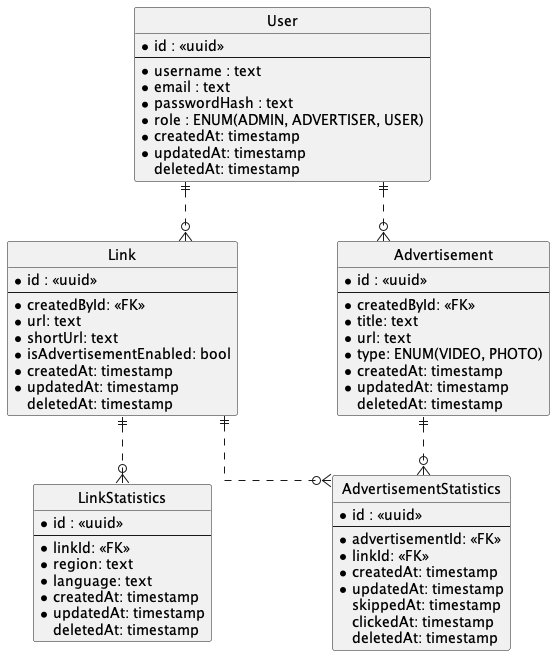 User
id : «uuid»
username : text
email : text
passwordHash : text
role : ENUM(ADMIN, ADVERTISER, USER)
createdAt: timestamp
updatedAt: timestamp
deletedAt: timestamp
Link
id : «uuid»
createdById: «FK»
url: text
shortUrl: text
isAdvertisementEnabled: bool
createdAt: timestamp
updatedAt: timestamp
deletedAt: timestamp
Advertisement
id : «uuid»
createdById: «FK»
title: text
url: text
type: ENUM(VIDEO, PHOTO)
createdAt: timestamp
updatedAt: timestamp
deletedAt: timestamp
LinkStatistics
id : «uuid»
linkId: «FK»
region: text
language: text
createdAt: timestamp
updatedAt: timestamp
deletedAt: timestamp
AdvertisementStatistics
id : «uuid»
advertisementId: «FK»
linkId: «FK»
createdAt: timestamp
updatedAt: timestamp
skippedAt: timestamp
clickedAt: timestamp
deletedAt: timestamp